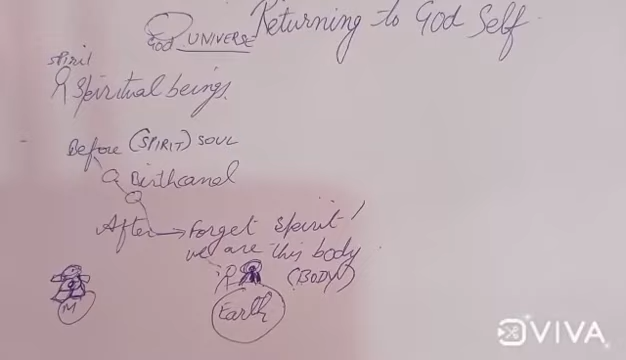 Returning to God Self
God UNIVERSE
spirit
Spiritual beings
Before (SPIRIT) SOUL
Birthcanal
After → Forget Spirit!
we are this body
(BODY)
M
Earth
VIVA